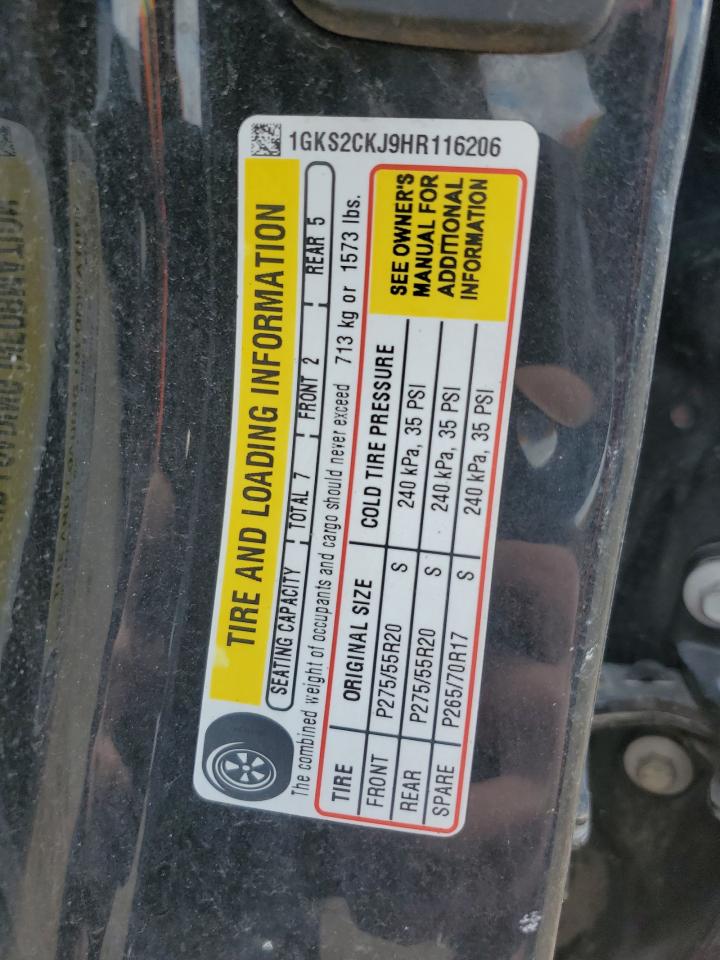 1GKS2CKJ9HR116206
TIRE AND LOADING INFORMATION
SEATING CAPACITY TOTAL 7 FRONT 2 REAR 5
The combined weight of occupants and cargo should never exceed 713 kg or 1573 lbs.
TIRE ORIGINAL SIZE COLD TIRE PRESSURE
FRONT P275/55R20 S 240 kPa, 35 PSI
REAR P275/55R20 S 240 kPa, 35 PSI
SPARE P265/70R17 S 240 kPa, 35 PSI
SEE OWNER'S
MANUAL FOR
ADDITIONAL
INFORMATION